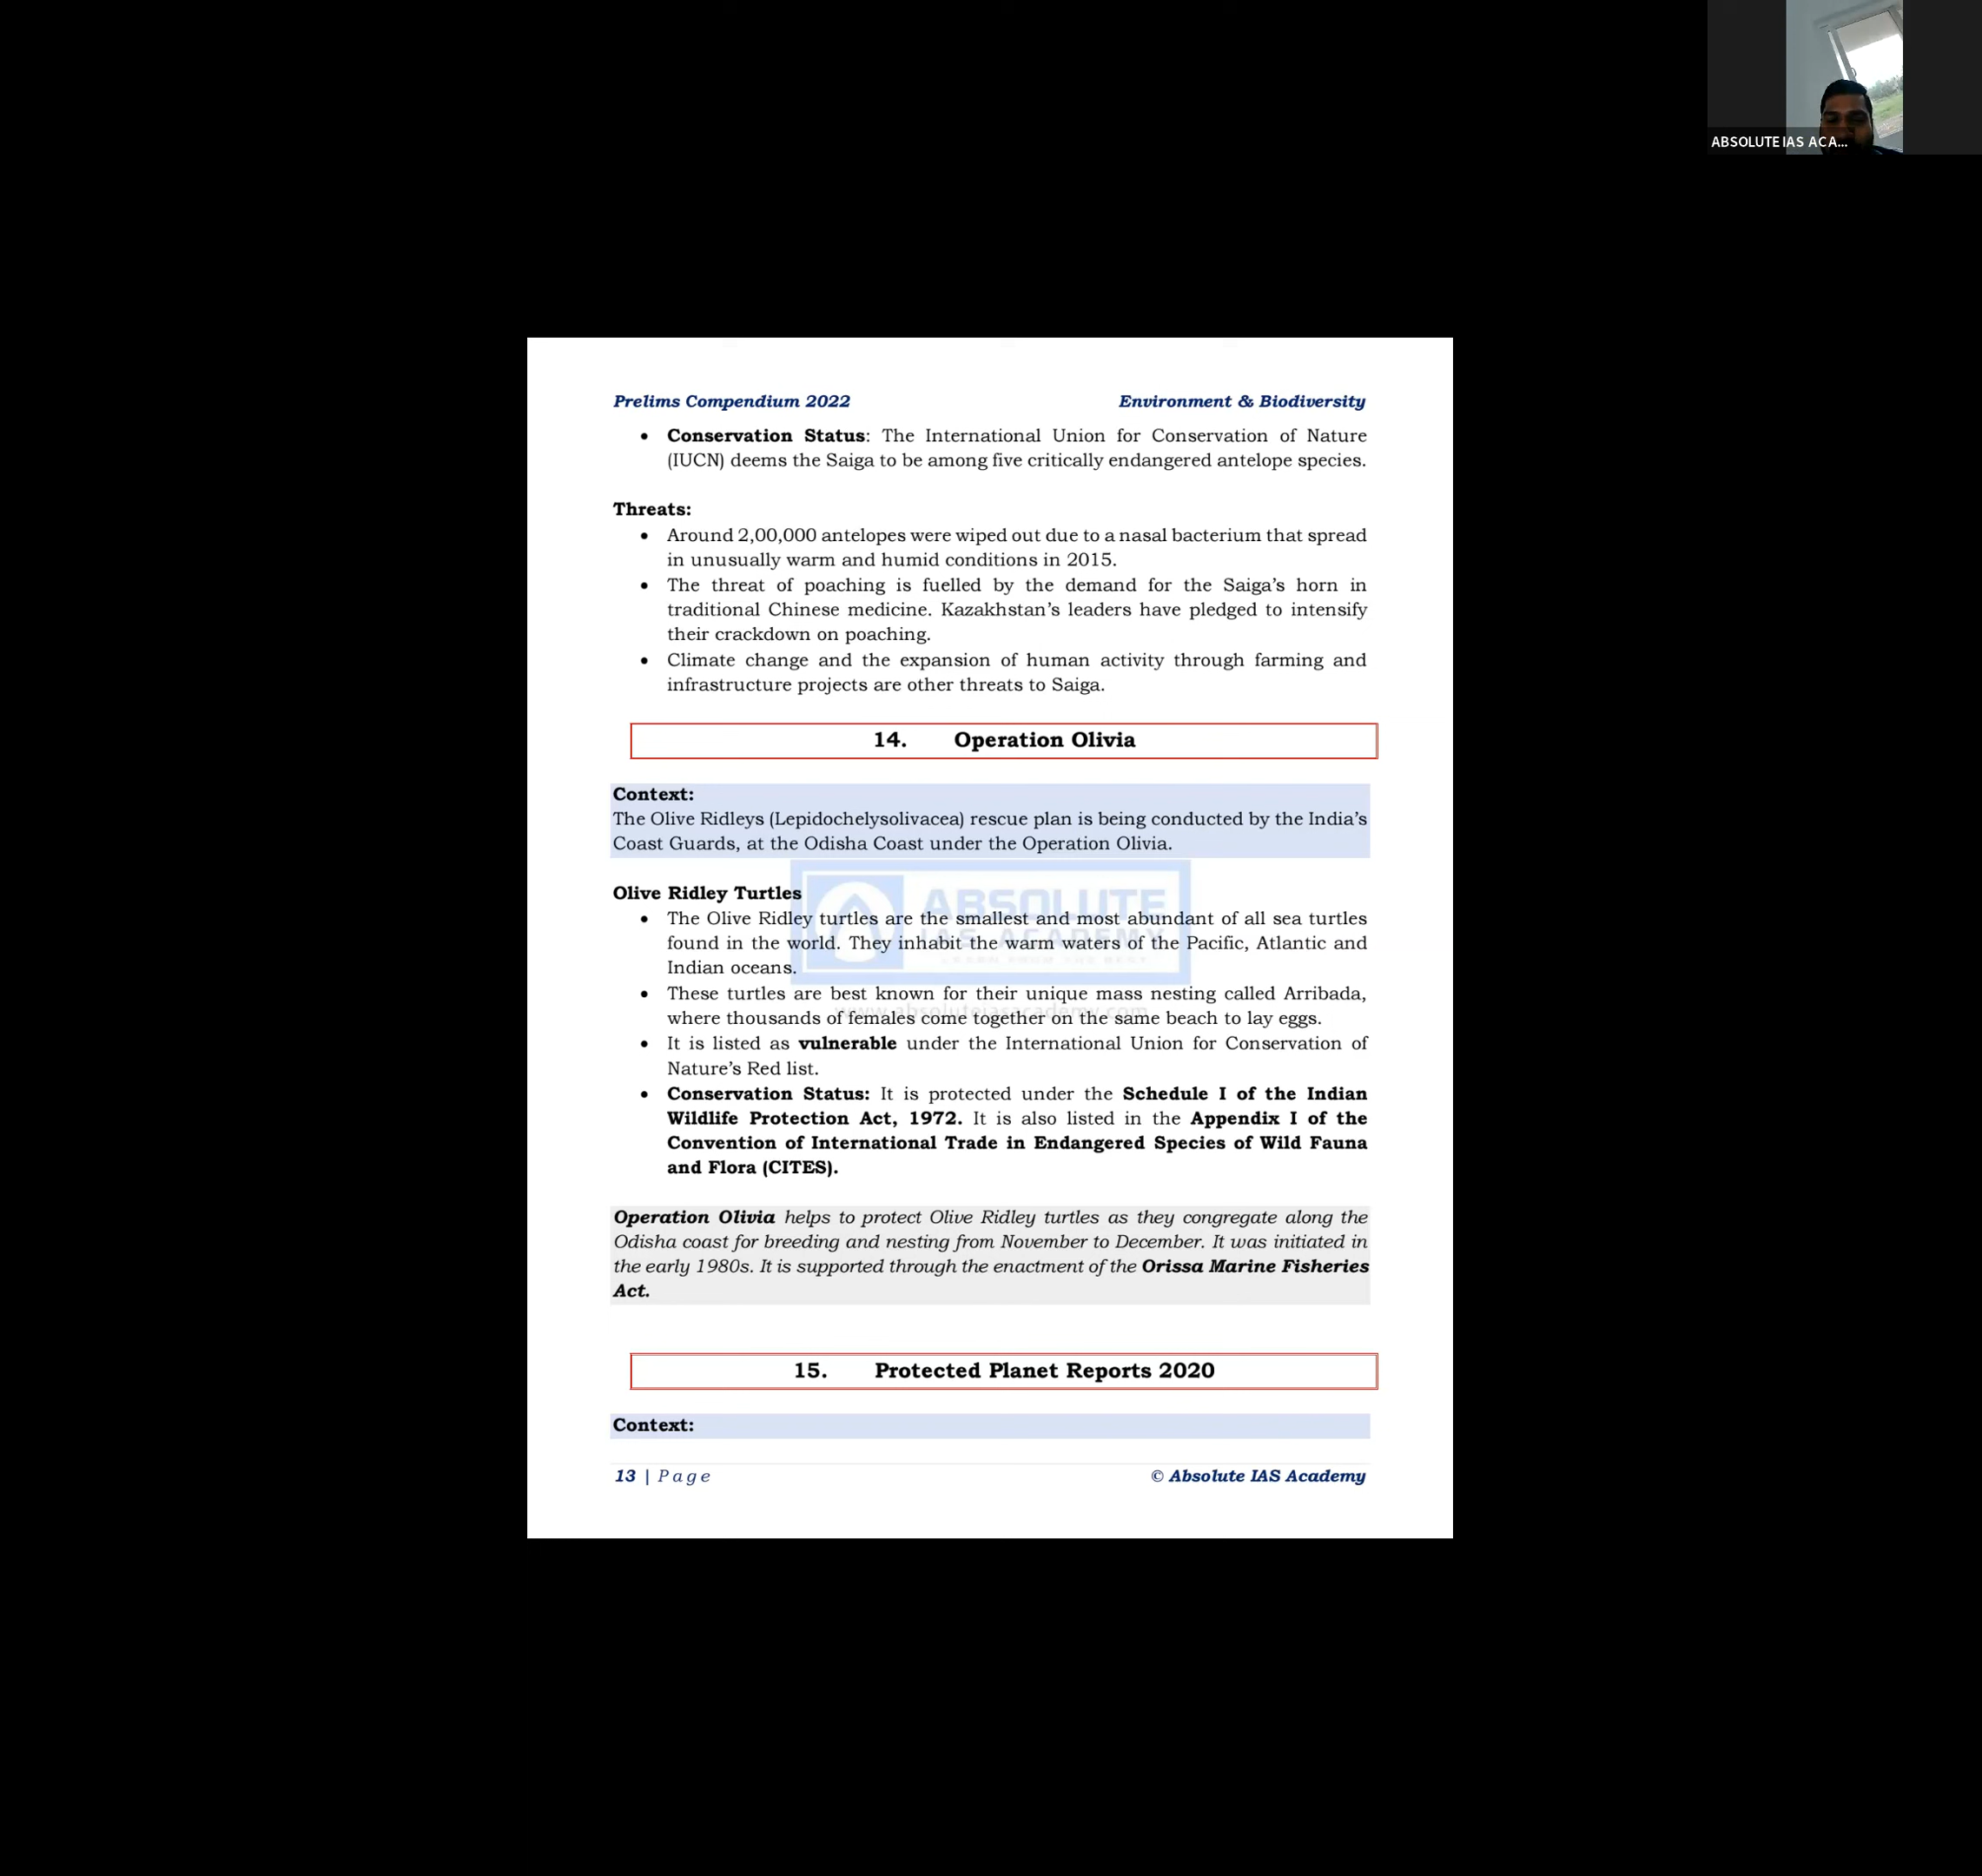 ABSOLUTE IAS ACA...
Prelims Compendium 2022
Environment & Biodiversity
• Conservation Status: The International Union for Conservation of Nature
(IUCN) deems the Saiga to be among five critically endangered antelope species.
Threats:
• Around 2,00,000 antelopes were wiped out due to a nasal bacterium that spread
in unusually warm and humid conditions in 2015.
• The threat of poaching is fuelled by the demand for the Saiga's horn in
traditional Chinese medicine. Kazakhstan's leaders have pledged to intensify
their crackdown on poaching.
• Climate change and the expansion of human activity through farming and
infrastructure projects are other threats to Saiga.
14. Operation Olivia
Context:
The Olive Ridleys (Lepidochelysolivacea) rescue plan is being conducted by the India's
Coast Guards, at the Odisha Coast under the Operation Olivia.
Olive Ridley Turtles
ABSOLUTE
• The Olive Ridley turtles are the smallest and most abundant of all sea turtles
IAS ACADEMY
found in the world. They inhabit the warm waters of the Pacific, Atlantic and
LEARN FROM THE BEST
Indian oceans.
• These turtles are best known for their unique mass nesting called Arribada,
www.absoluteiasacademy.com
where thousands of females come together on the same beach to lay eggs.
• It is listed as vulnerable under the International Union for Conservation of
Nature's Red list.
• Conservation Status: It is protected under the Schedule I of the Indian
Wildlife Protection Act, 1972. It is also listed in the Appendix I of the
Convention of International Trade in Endangered Species of Wild Fauna
and Flora (CITES).
Operation Olivia helps to protect Olive Ridley turtles as they congregate along the
Odisha coast for breeding and nesting from November to December. It was initiated in
the early 1980s. It is supported through the enactment of the Orissa Marine Fisheries
Act.
15. Protected Planet Reports 2020
Context:
13 | Page
© Absolute IAS Academy